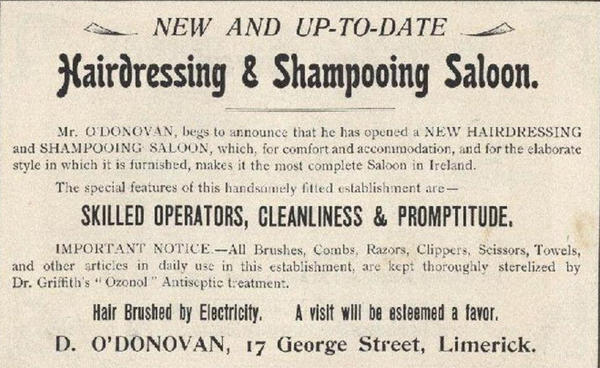 NEW AND UP-TO-DATE
Hairdressing & Shampooing Saloon.
Mr. O'DONOVAN, begs to announce that he has opened a NEW HAIRDRESSING
and SHAMPOOING SALOON, which, for comfort and accommodation, and for the elaborate
style in which it is furnished, makes it the most complete Saloon in Ireland.
The special features of this handsomely fitted establishment are—
SKILLED OPERATORS, CLEANLINESS & PROMPTITUDE.
IMPORTANT NOTICE.—All Brushes, Combs, Razors, Clippers, Scissors, Towels,
and other articles in daily use in this establishment, are kept thoroughly sterelized by
Dr. Griffith's "Ozonol" Antiseptic treatment.
Hair Brushed by Electricity. A visit will be esteemed a favor.
D. O'DONOVAN, 17 George Street, Limerick.